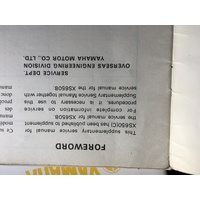 FOREWORD
This supplementary service manual for
XS650(C) has been published to supplement
the service manual for the XS650B.
For complete information on service
procedures, it is necessary to use this
Supplementary Service Manual together
service manual for the XS650B.
SERVICE DEPT.
OVERSEAS ENGINEERING DIVISION
YAMAHA MOTOR CO., LTD.
YAMAHA